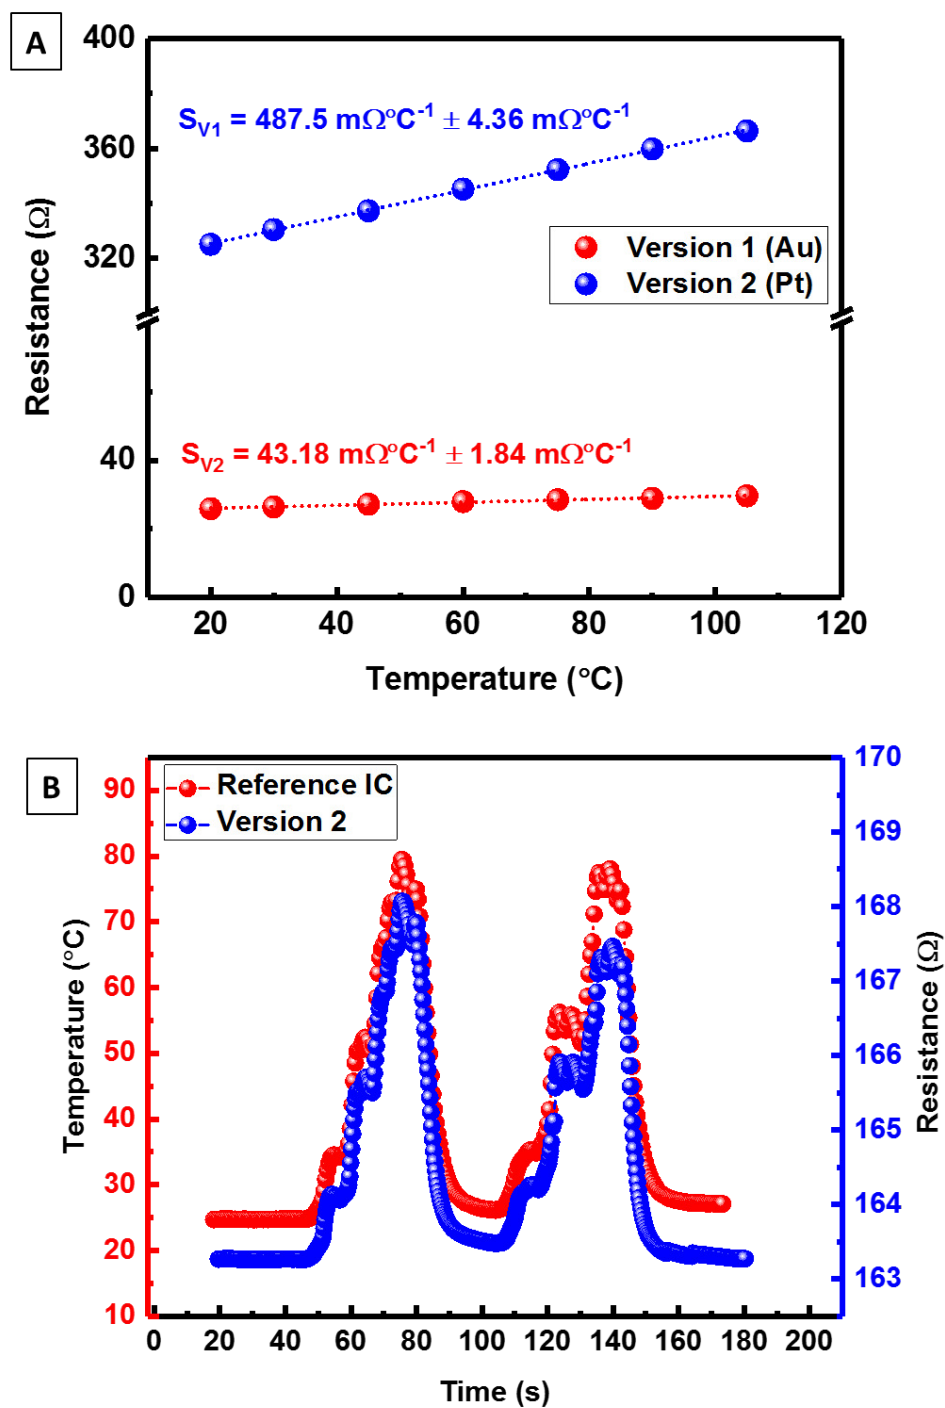 A
400
360
320
40
0
Resistance (Ω)
S_V1 = 487.5 mΩ°C⁻¹ ± 4.36 mΩ°C⁻¹
Version 1 (Au)
Version 2 (Pt)
S_V2 = 43.18 mΩ°C⁻¹ ± 1.84 mΩ°C⁻¹
20 40 60 80 100 120
Temperature (°C)
B
Reference IC
Version 2
90
80
70
60
50
40
30
20
10
Temperature (°C)
170
169
168
167
166
165
164
163
Resistance (Ω)
0 20 40 60 80 100 120 140 160 180 200
Time (s)